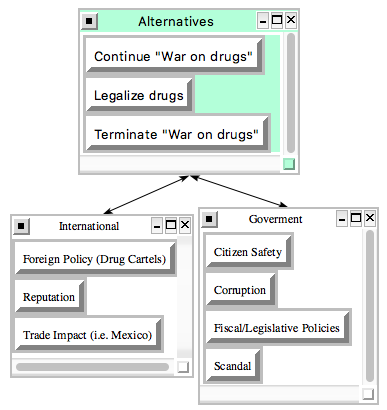 Alternatives
Continue "War on drugs"
Legalize drugs
Terminate "War on drugs"
International
Foreign Policy (Drug Cartels)
Reputation
Trade Impact (i.e. Mexico)
Goverment
Citizen Safety
Corruption
Fiscal/Legislative Policies
Scandal